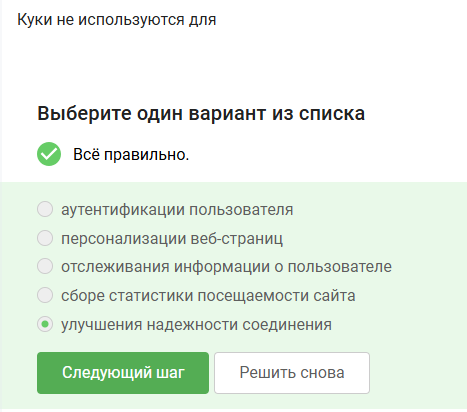 Куки не используются для
Выберите один вариант из списка
Всё правильно.
аутентификации пользователя
персонализации веб-страниц
отслеживания информации о пользователе
сборе статистики посещаемости сайта
улучшения надежности соединения
Следующий шаг
Решить снова